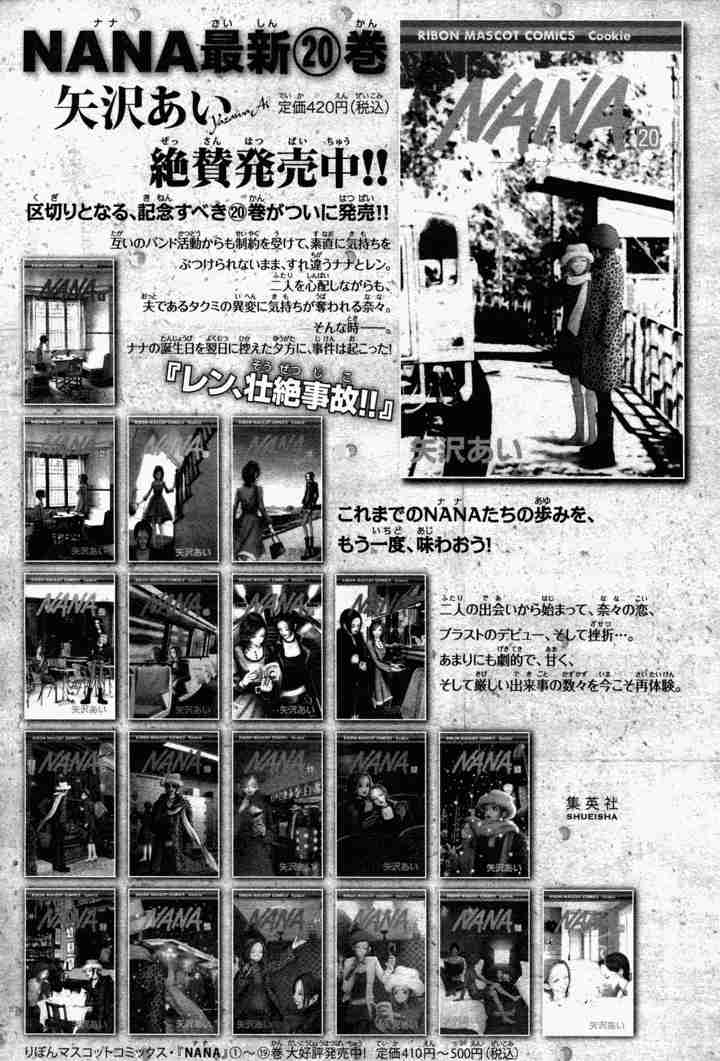 NANA最新⑳巻
矢沢あい
定価420円(税込)
絶賛発売中!!
区切りとなる、記念すべき⑳巻がついに発売!!
互いのバンド活動からも制約を受けて、素直に気持ちを
ぶつけられないまま、すれ違うナナとレン。
二人を心配しながらも、
夫であるタクミの異変に気持ちが奪われる奈々。
そんな時——。
ナナの誕生日を翌日に控えた夕方に、事件は起こった!
『レン、壮絶事故!!』
RIBON MASCOT COMICS Cookie
NANA 20
矢沢あい
これまでのNANAたちの歩みを、
もう一度、味わおう!
二人の出会いから始まって、奈々の恋、
ブラストのデビュー、そして挫折…。
あまりにも劇的で、甘く、
そして厳しい出来事の数々を今こそ再体験。
集英社
SHUEISHA
りぼんマスコットコミックス・『NANA』①〜⑲巻 大好評発売中! 定価410円〜500円(税込)